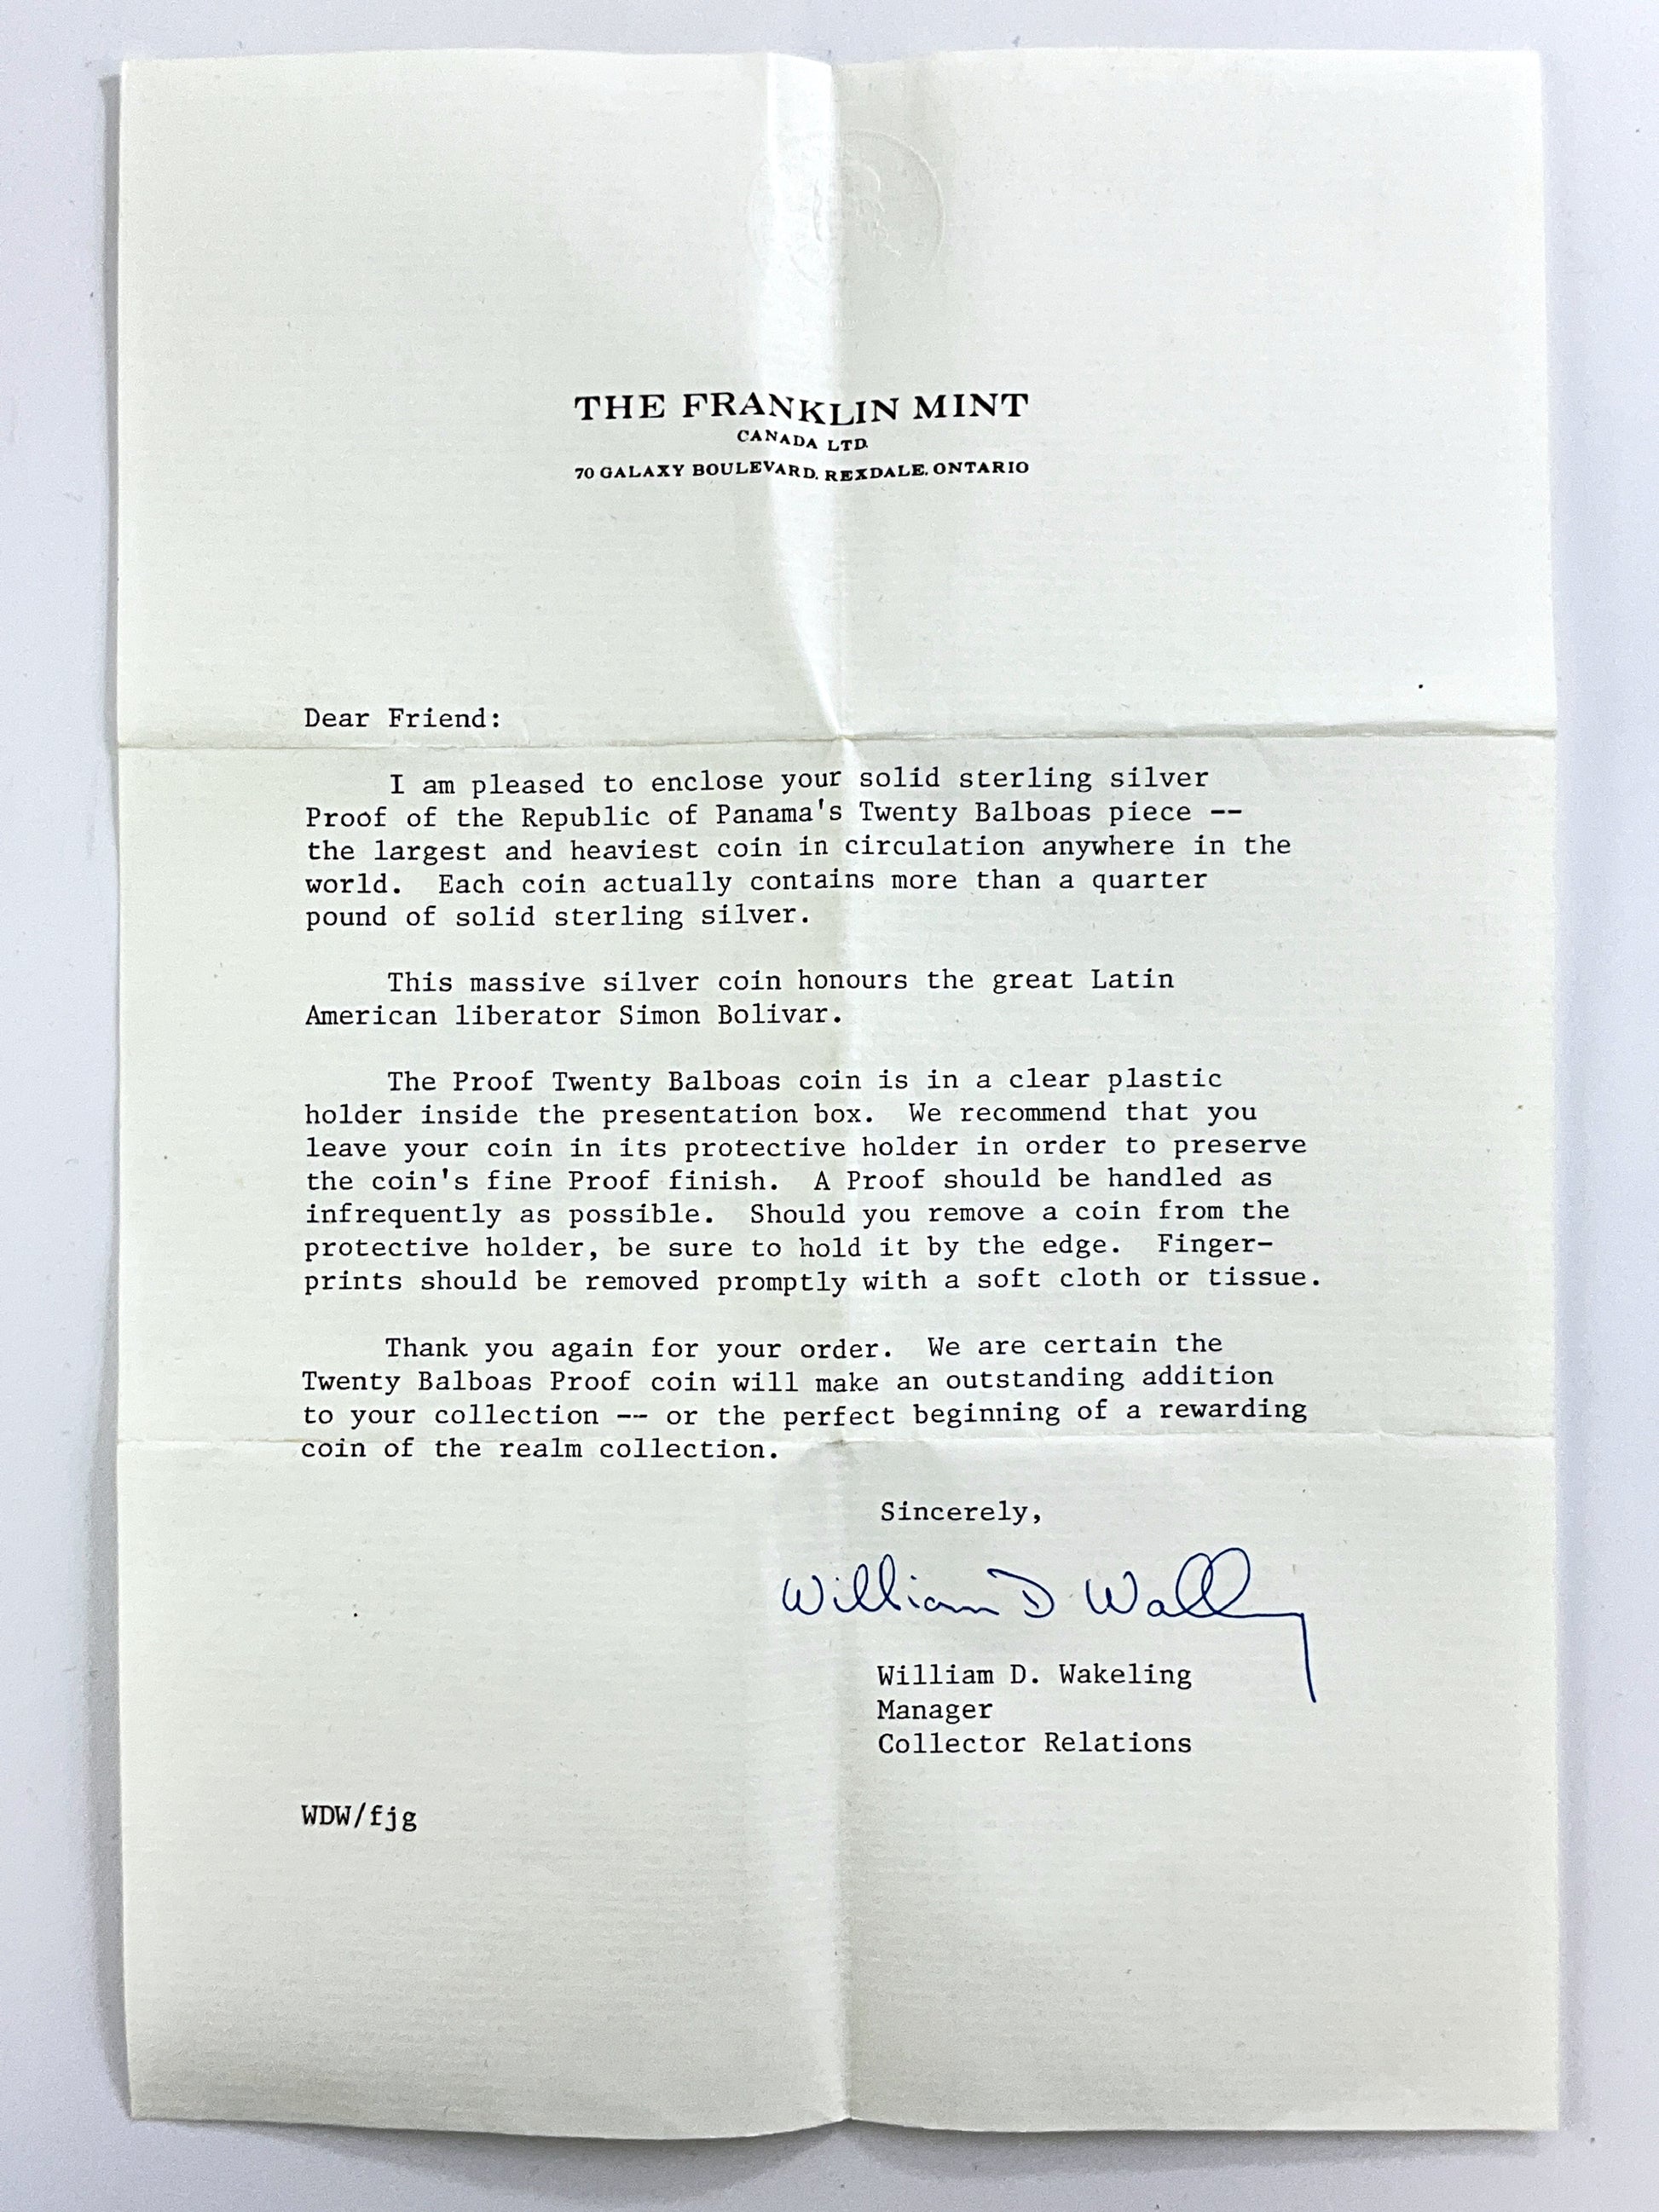 THE FRANKLIN MINT
CANADA LTD.
70 GALAXY BOULEVARD, REXDALE, ONTARIO
Dear Friend:
I am pleased to enclose your solid sterling silver
Proof of the Republic of Panama's Twenty Balboas piece --
the largest and heaviest coin in circulation anywhere in the
world. Each coin actually contains more than a quarter
pound of solid sterling silver.
This massive silver coin honours the great Latin
American liberator Simon Bolivar.
The Proof Twenty Balboas coin is in a clear plastic
holder inside the presentation box. We recommend that you
leave your coin in its protective holder in order to preserve
the coin's fine Proof finish. A Proof should be handled as
infrequently as possible. Should you remove a coin from the
protective holder, be sure to hold it by the edge. Finger-
prints should be removed promptly with a soft cloth or tissue.
Thank you again for your order. We are certain the
Twenty Balboas Proof coin will make an outstanding addition
to your collection -- or the perfect beginning of a rewarding
coin of the realm collection.
Sincerely,
William D
William D. Wakeling
Manager
Collector Relations
WDW/fjg